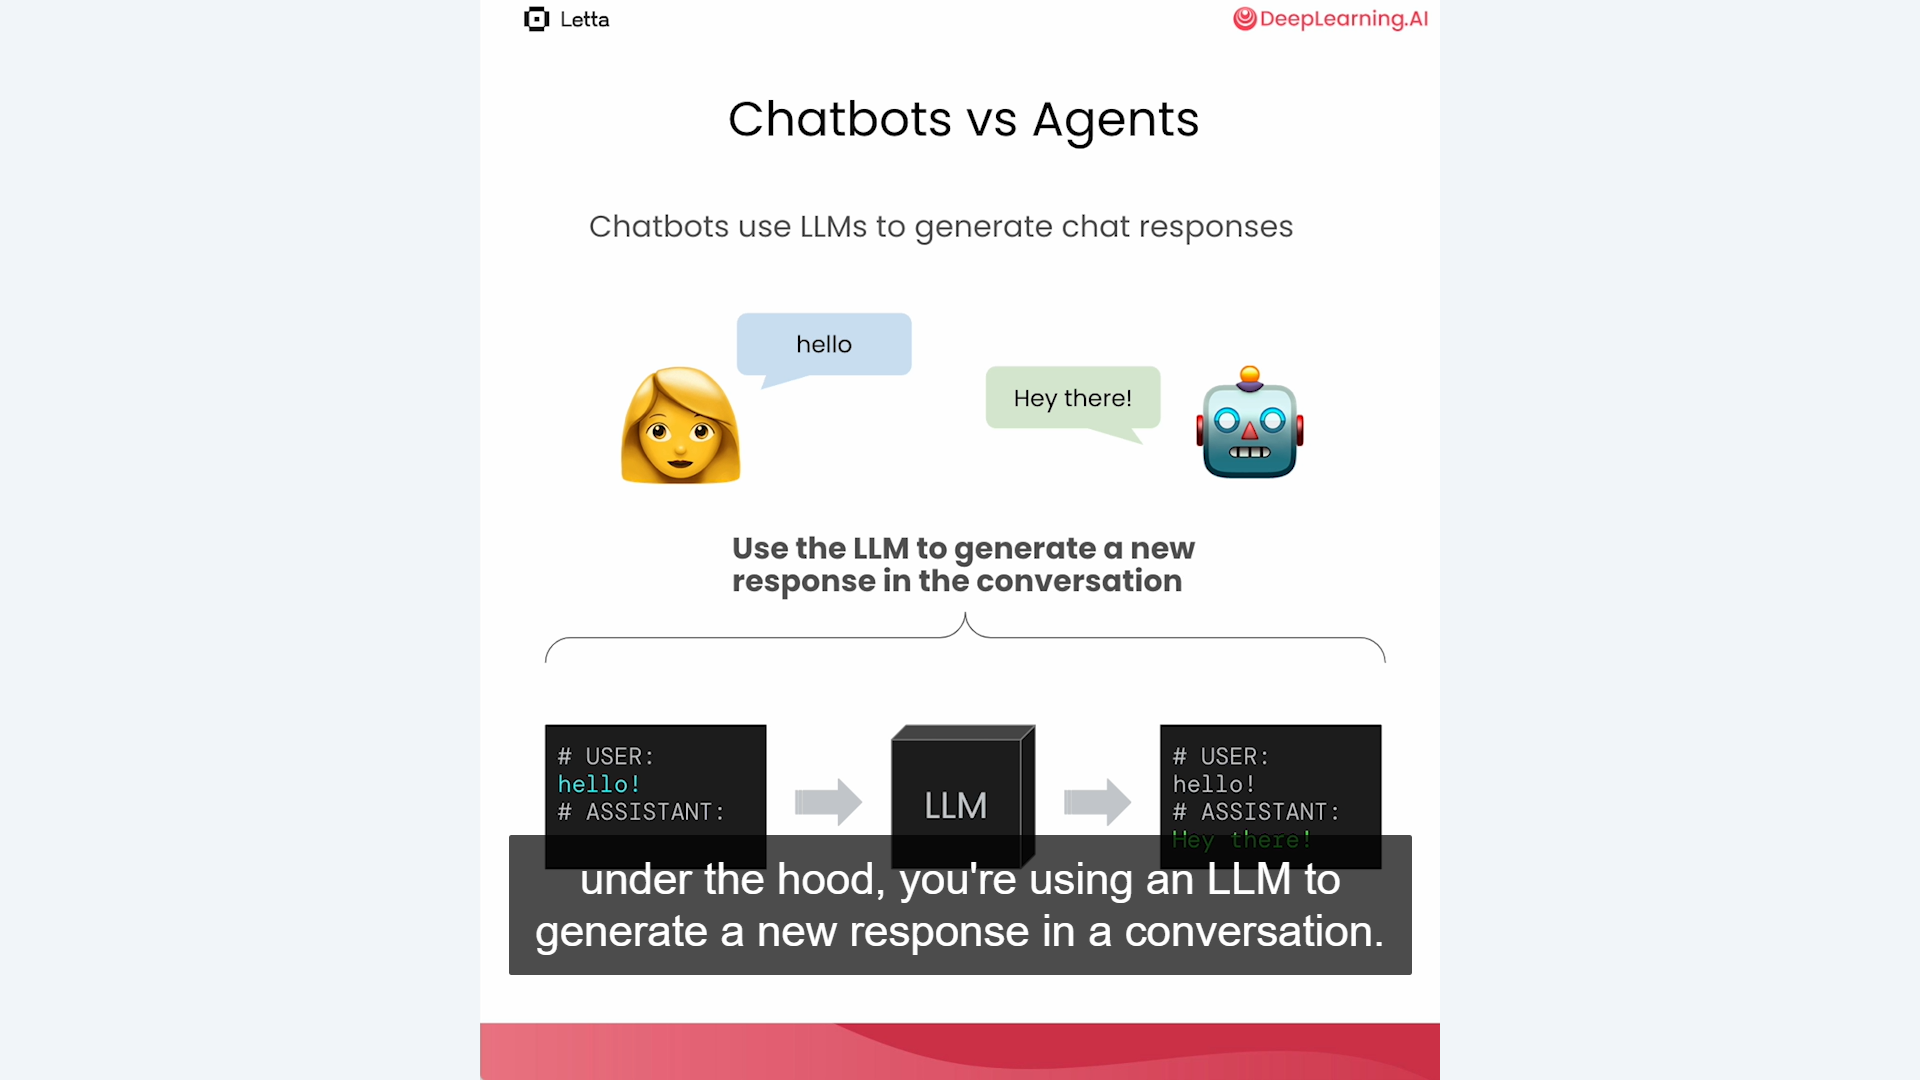 Letta
DeepLearning.AI
Chatbots vs Agents
Chatbots use LLMs to generate chat responses
hello
Hey there!
Use the LLM to generate a new
response in the conversation
# USER:
hello!
# ASSISTANT:
LLM
# USER:
hello!
# ASSISTANT:
Hey there!
under the hood, you're using an LLM to
generate a new response in a conversation.